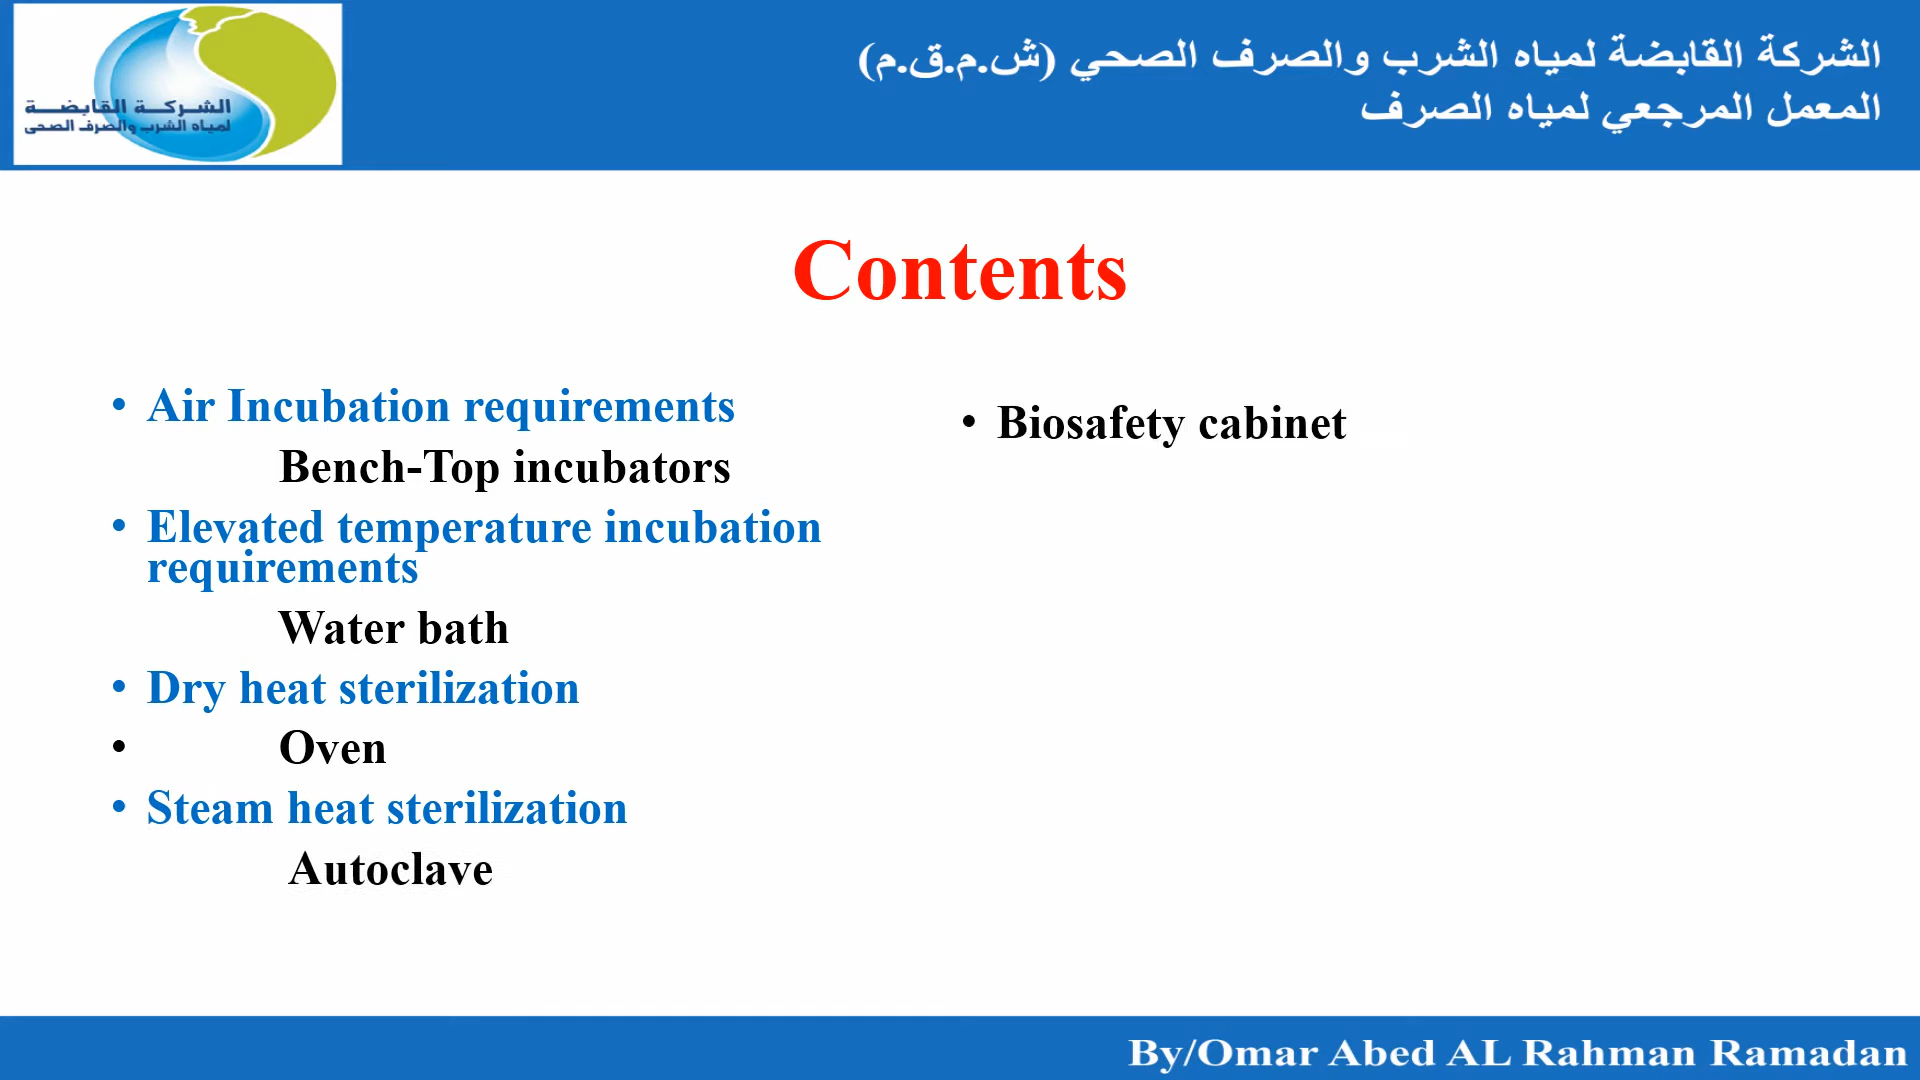 الشركة القابضة
لمياه الشرب والصرف الصحى
الشركة القابضة لمياه الشرب والصرف الصحي (ش.م.ق.م)
المعمل المرجعي لمياه الصرف
Contents
• Air Incubation requirements
Bench-Top incubators
• Elevated temperature incubation
requirements
Water bath
• Dry heat sterilization
• Oven
• Steam heat sterilization
Autoclave
• Biosafety cabinet
By/Omar Abed AL Rahman Ramadan